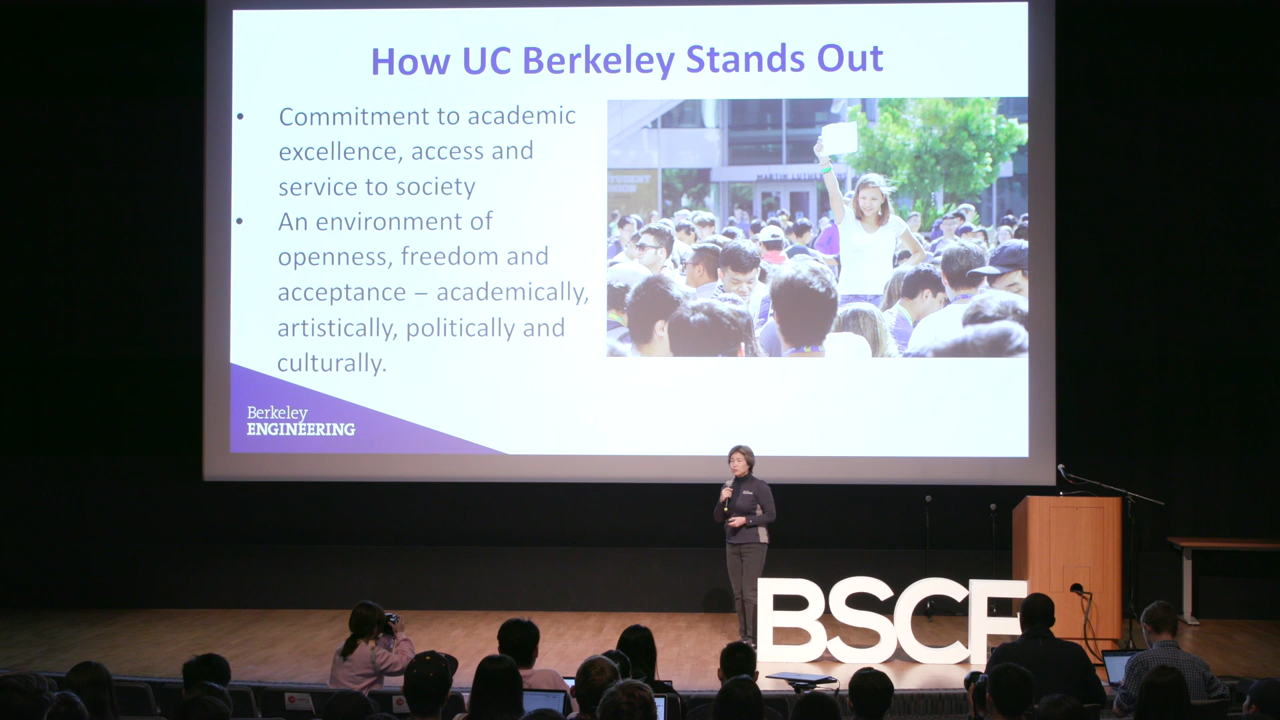 How UC Berkeley Stands Out
• Commitment to academic
excellence, access and
service to society
• An environment of
openness, freedom and
acceptance – academically,
artistically, politically and
culturally.
MARTIN LUTHER
Berkeley
ENGINEERING
BSCF